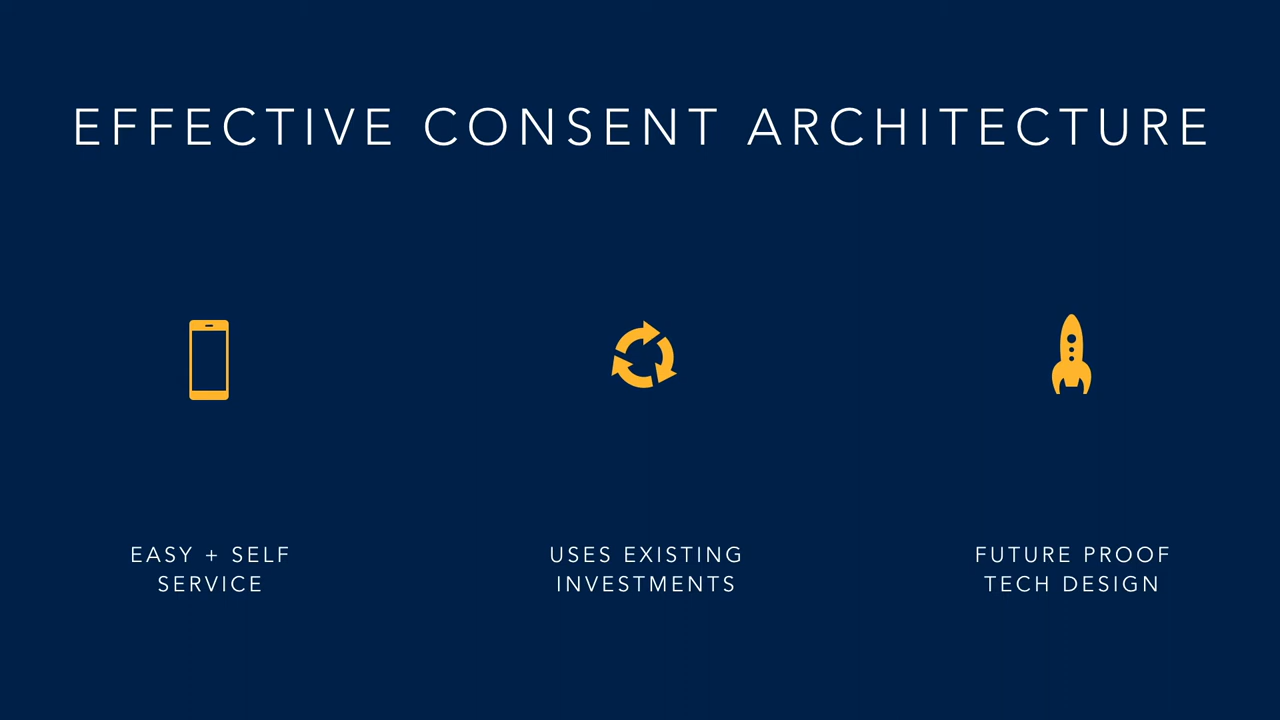 EFFECTIVE CONSENT ARCHITECTURE
EASY + SELF
SERVICE
USES EXISTING
INVESTMENTS
FUTURE PROOF
TECH DESIGN